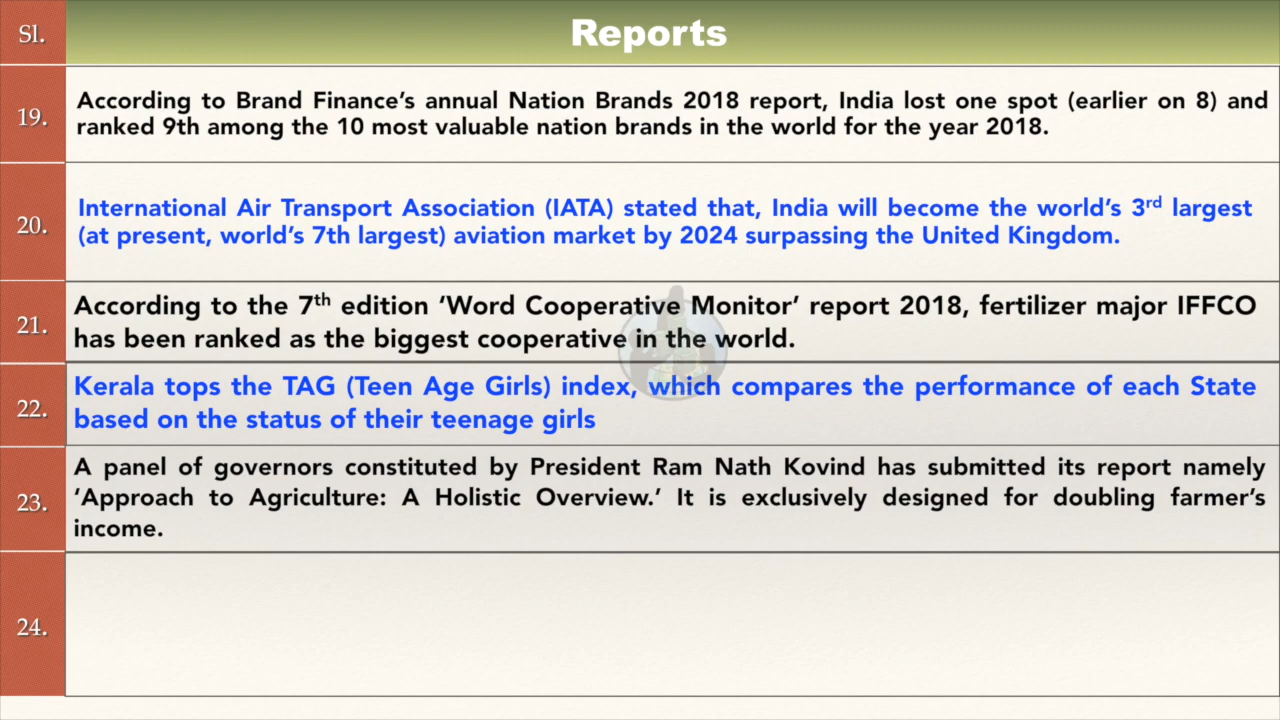 Sl.
Reports
19.
According to Brand Finance’s annual Nation Brands 2018 report, India lost one spot (earlier on 8) and
ranked 9th among the 10 most valuable nation brands in the world for the year 2018.
20.
International Air Transport Association (IATA) stated that, India will become the world’s 3rd largest
(at present, world’s 7th largest) aviation market by 2024 surpassing the United Kingdom.
21.
According to the 7th edition ‘Word Cooperative Monitor’ report 2018, fertilizer major IFFCO
has been ranked as the biggest cooperative in the world.
22.
Kerala tops the TAG (Teen Age Girls) index, which compares the performance of each State
based on the status of their teenage girls
23.
A panel of governors constituted by President Ram Nath Kovind has submitted its report namely
‘Approach to Agriculture: A Holistic Overview.’ It is exclusively designed for doubling farmer’s
income.
24.